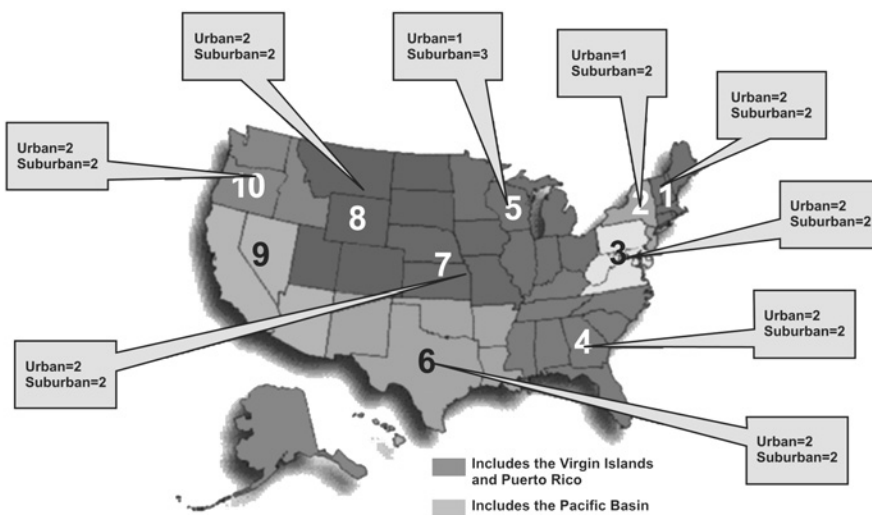 Urban=2
Suburban=2
Urban=1
Suburban=3
Urban=1
Suburban=2
Urban=2
Suburban=2
Urban=2
Suburban=2
10
8
5
2
1
Urban=2
Suburban=2
9
7
3
Urban=2
Suburban=2
4
6
Urban=2
Suburban=2
Urban=2
Suburban=2
Includes the Virgin Islands
and Puerto Rico
Includes the Pacific Basin